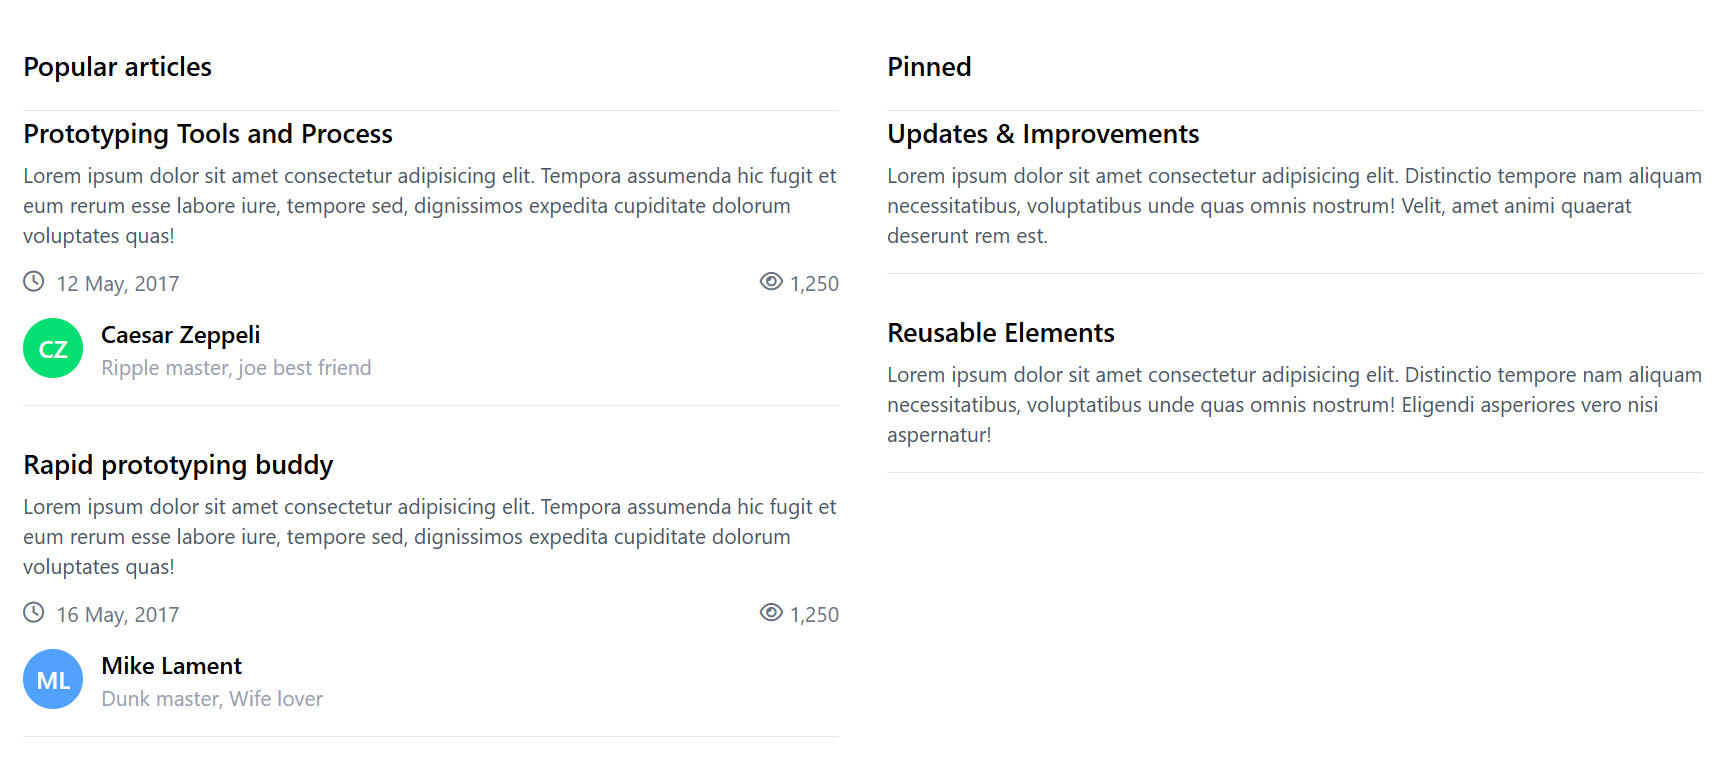 Popular articles
Prototyping Tools and Process
Lorem ipsum dolor sit amet consectetur adipisicing elit. Tempora assumenda hic fugit et
eum rerum esse labore iure, tempore sed, dignissimos expedita cupiditate dolorum
voluptates quas!
12 May, 2017
1,250
CZ
Caesar Zeppeli
Ripple master, joe best friend
Rapid prototyping buddy
Lorem ipsum dolor sit amet consectetur adipisicing elit. Tempora assumenda hic fugit et
eum rerum esse labore iure, tempore sed, dignissimos expedita cupiditate dolorum
voluptates quas!
16 May, 2017
1,250
ML
Mike Lament
Dunk master, Wife lover
Pinned
Updates & Improvements
Lorem ipsum dolor sit amet consectetur adipisicing elit. Distinctio tempore nam aliquam
necessitatibus, voluptatibus unde quas omnis nostrum! Velit, amet animi quaerat
deserunt rem est.
Reusable Elements
Lorem ipsum dolor sit amet consectetur adipisicing elit. Distinctio tempore nam aliquam
necessitatibus, voluptatibus unde quas omnis nostrum! Eligendi asperiores vero nisi
aspernatur!